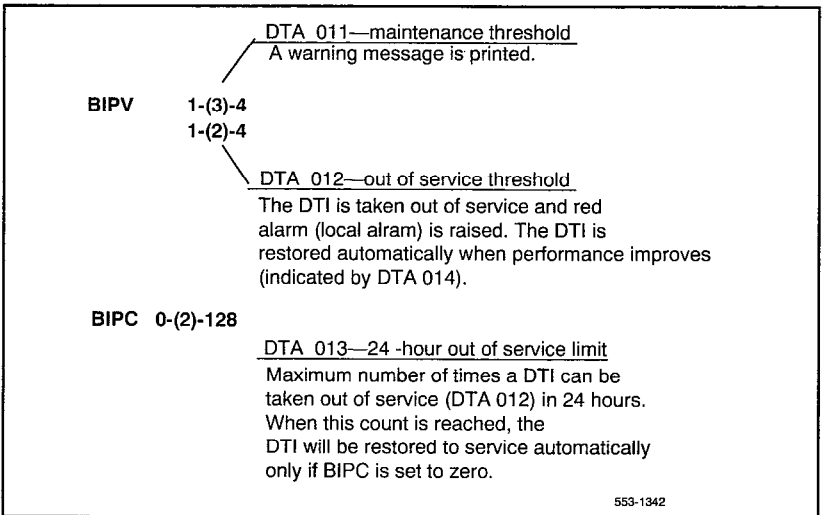 DTA 011—maintenance threshold
A warning message is printed.
BIPV 1-(3)-4
1-(2)-4
DTA 012—out of service threshold
The DTI is taken out of service and red
alarm (local alram) is raised. The DTI is
restored automatically when performance improves
(indicated by DTA 014).
BIPC 0-(2)-128
DTA 013—24 -hour out of service limit
Maximum number of times a DTI can be
taken out of service (DTA 012) in 24 hours.
When this count is reached, the
DTI will be restored to service automatically
only if BIPC is set to zero.
553-1342